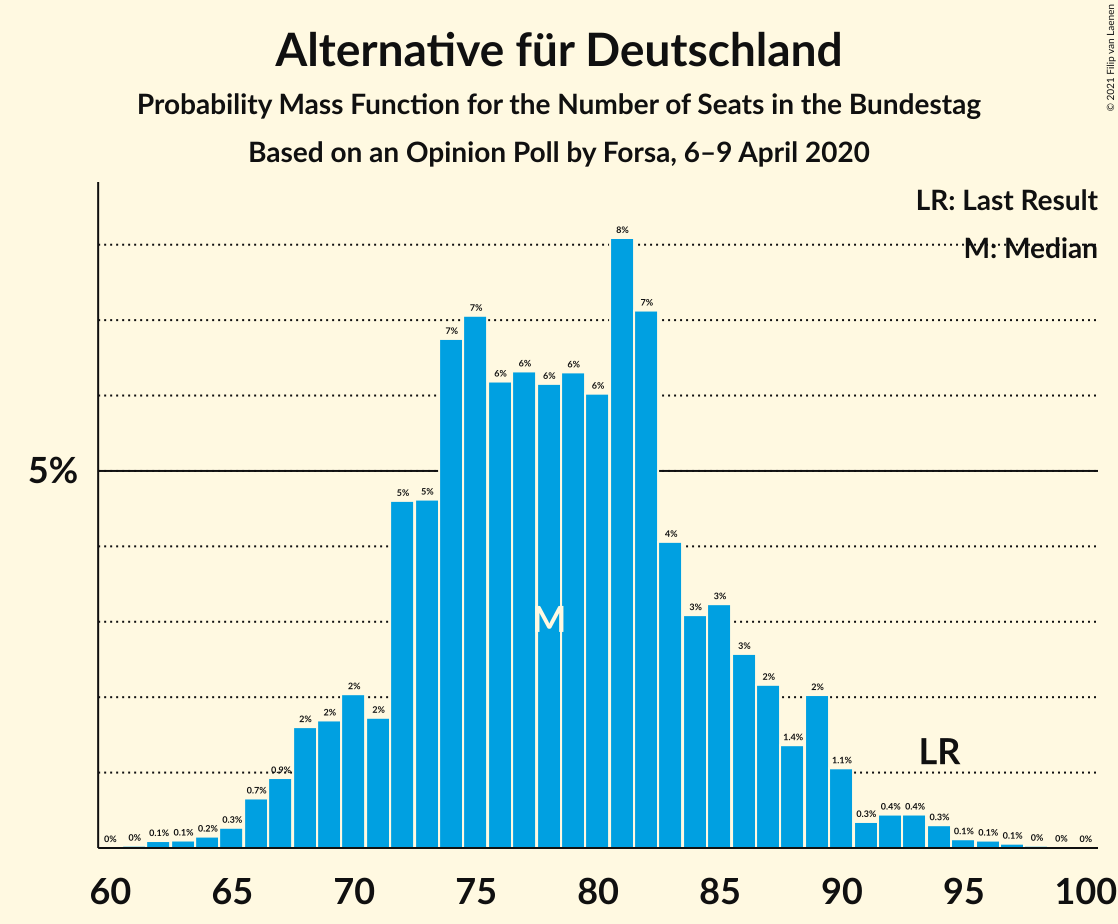 Alternative für Deutschland
Probability Mass Function for the Number of Seats in the Bundestag
Based on an Opinion Poll by Forsa, 6–9 April 2020
© 2021 Filip van Laenen
LR: Last Result
M: Median
5%
0% 0% 0.1% 0.1% 0.2% 0.3% 0.7% 0.9% 2% 2% 2% 2% 5% 5% 7% 7% 6% 6% 6% 6% 6% 8% 7% 4% 3% 3% 3% 2% 1.4% 2% 1.1% 0.3% 0.4% 0.4% 0.3% 0.1% 0.1% 0.1% 0% 0% 0%
M
LR
60 65 70 75 80 85 90 95 100